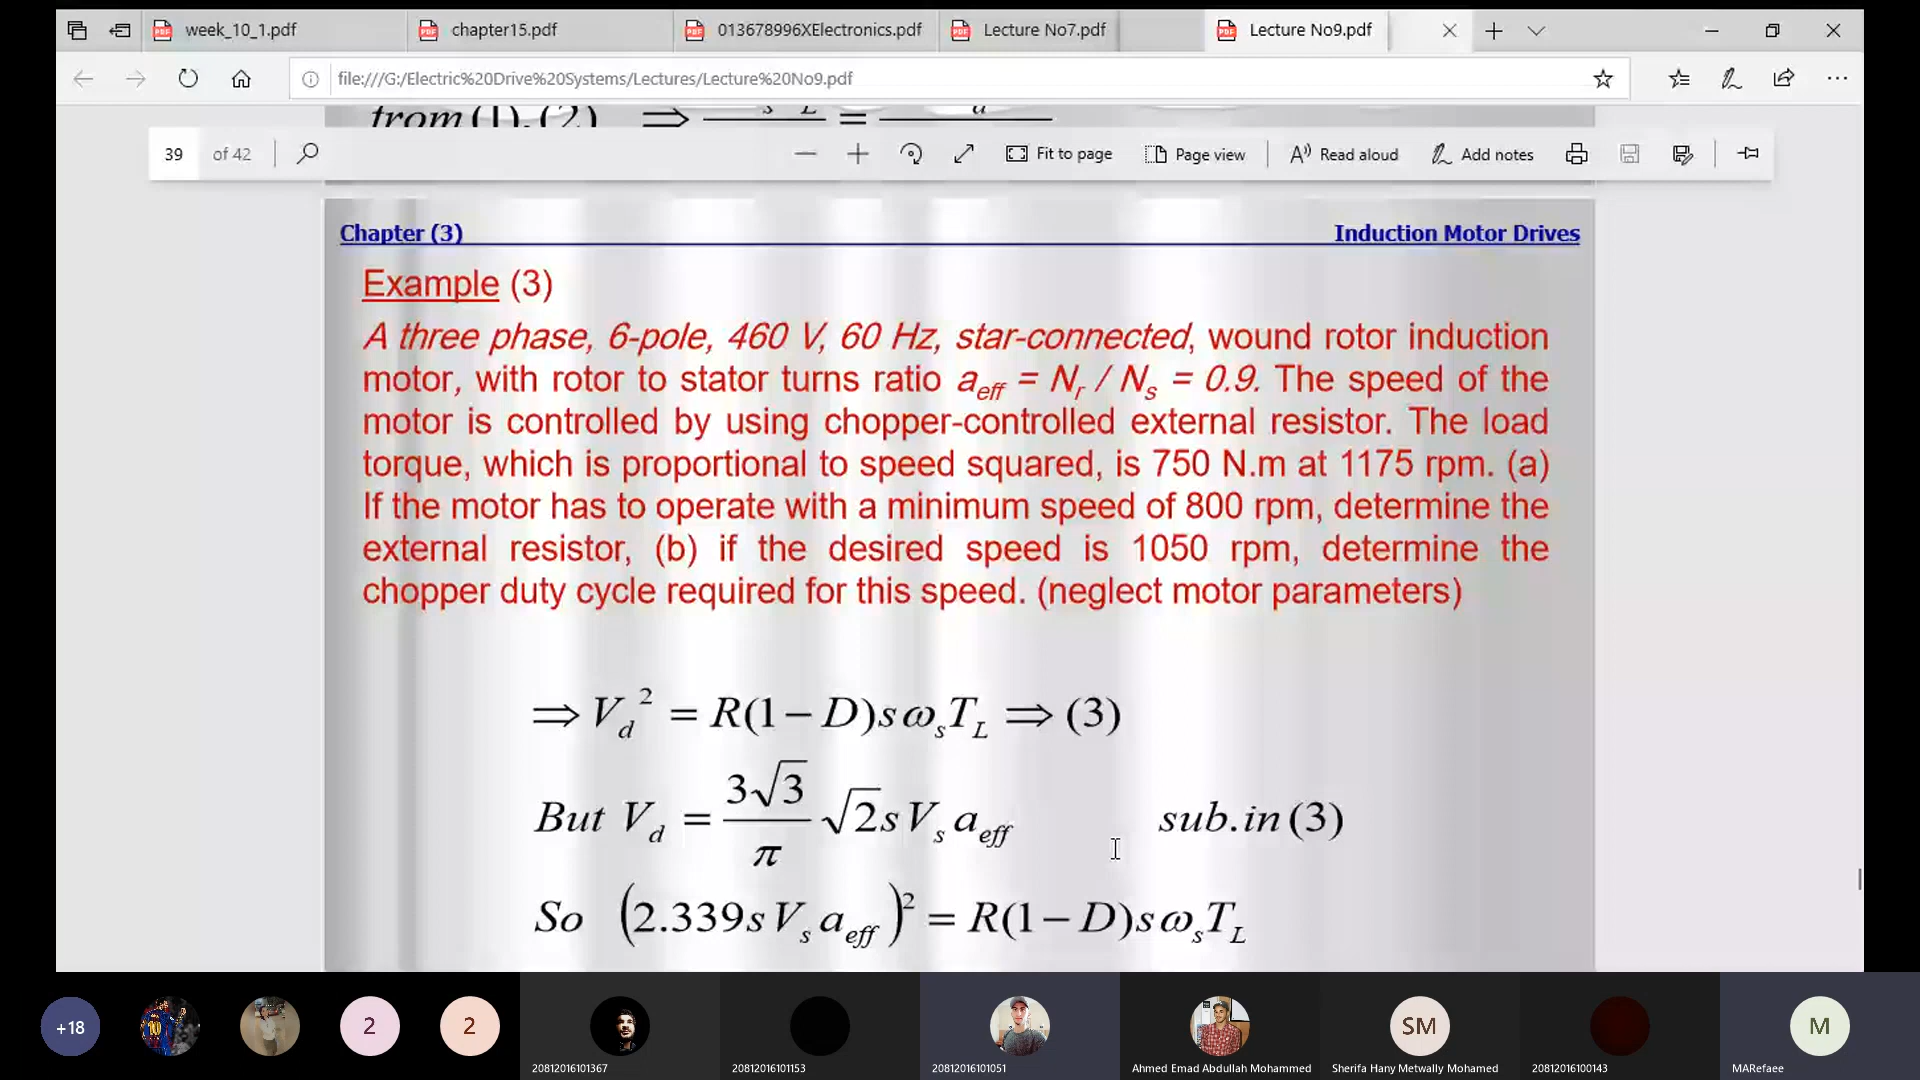 week_10_1.pdf
chapter15.pdf
013678996XElectronics.pdf
Lecture No7.pdf
Lecture No9.pdf
file:///G:/Electric%20Drive%20Systems/Lectures/Lecture%20No9.pdf
from (1), (2) ⇒ =
39 of 42
Fit to page
Page view
Read aloud
Add notes
Chapter (3)
Induction Motor Drives
Example (3)
A three phase, 6-pole, 460 V, 60 Hz, star-connected, wound rotor induction
motor, with rotor to stator turns ratio a_eff = N_r / N_s = 0.9. The speed of the
motor is controlled by using chopper-controlled external resistor. The load
torque, which is proportional to speed squared, is 750 N.m at 1175 rpm. (a)
If the motor has to operate with a minimum speed of 800 rpm, determine the
external resistor, (b) if the desired speed is 1050 rpm, determine the
chopper duty cycle required for this speed. (neglect motor parameters)
⇒ V_d² = R(1 − D)sω_sT_L ⇒ (3)
But V_d = 3√3/π √2 s V_s a_eff sub.in (3)
So (2.339s V_s a_eff)² = R(1 − D)sω_sT_L
+18
10
2
2
SM
M
20812016101367
20812016101153
20812016101051
Ahmed Emad Abdullah Mohammed
Sherifa Hany Metwally Mohamed
20812016100143
MARefaee